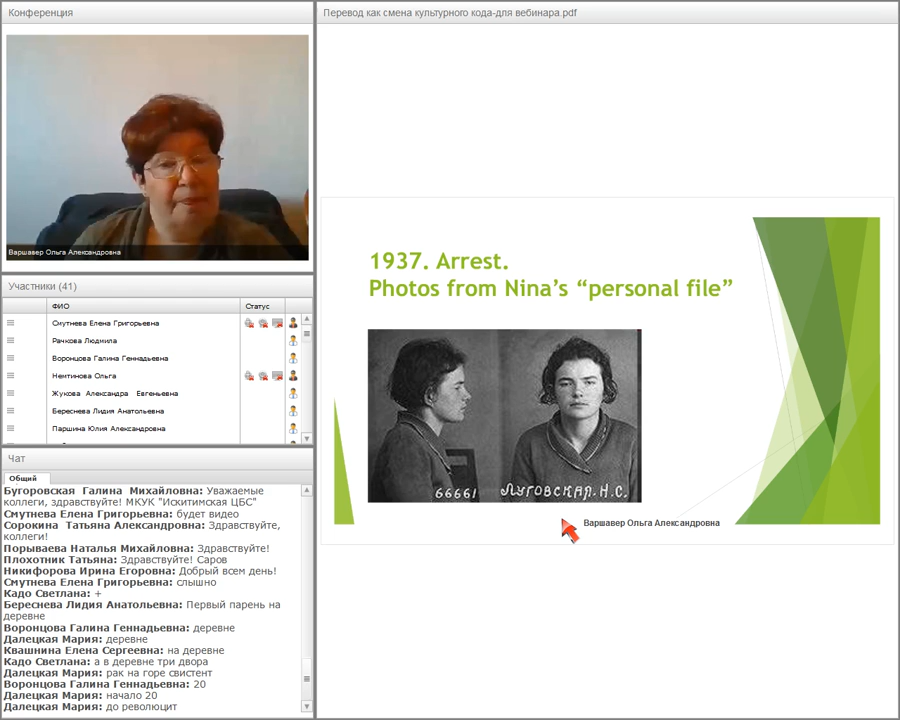 Конференция
Варшавер Ольга Александровна
Участники (41)
ФИО
Статус
Смутнева Елена Григорьевна
Рачкова Людмила
Воронцова Галина Геннадьевна
Немтинова Ольга
Жукова Александра Евгеньевна
Береснева Лидия Анатольевна
Паршина Юлия Александровна
Чат
Общий
Бугоровская Галина Михайловна: Уважаемые
коллеги, здравствуйте! МКУК "Искитимская ЦБС"
Смутнева Елена Григорьевна: будет видео
Сорокина Татьяна Александровна: Здравствуйте,
коллеги!
Порываева Наталья Михайловна: Здравствуйте!
Плохотник Татьяна: Здравствуйте! Саров
Никифорова Ирина Егоровна: Добрый всем день!
Смутнева Елена Григорьевна: слышно
Кадо Светлана: +
Береснева Лидия Анатольевна: Первый парень на
деревне
Воронцова Галина Геннадьевна: деревне
Далецкая Мария: деревне
Квашнина Елена Сергеевна: на деревне
Кадо Светлана: а в деревне три двора
Далецкая Мария: рак на горе свистент
Воронцова Галина Геннадьевна: 20
Далецкая Мария: начало 20
Далецкая Мария: до революцит
Перевод как смена культурного кода-для вебинара.pdf
1937. Arrest.
Photos from Nina’s “personal file”
66661 Луговская.Н.С.
Варшавер Ольга Александровна